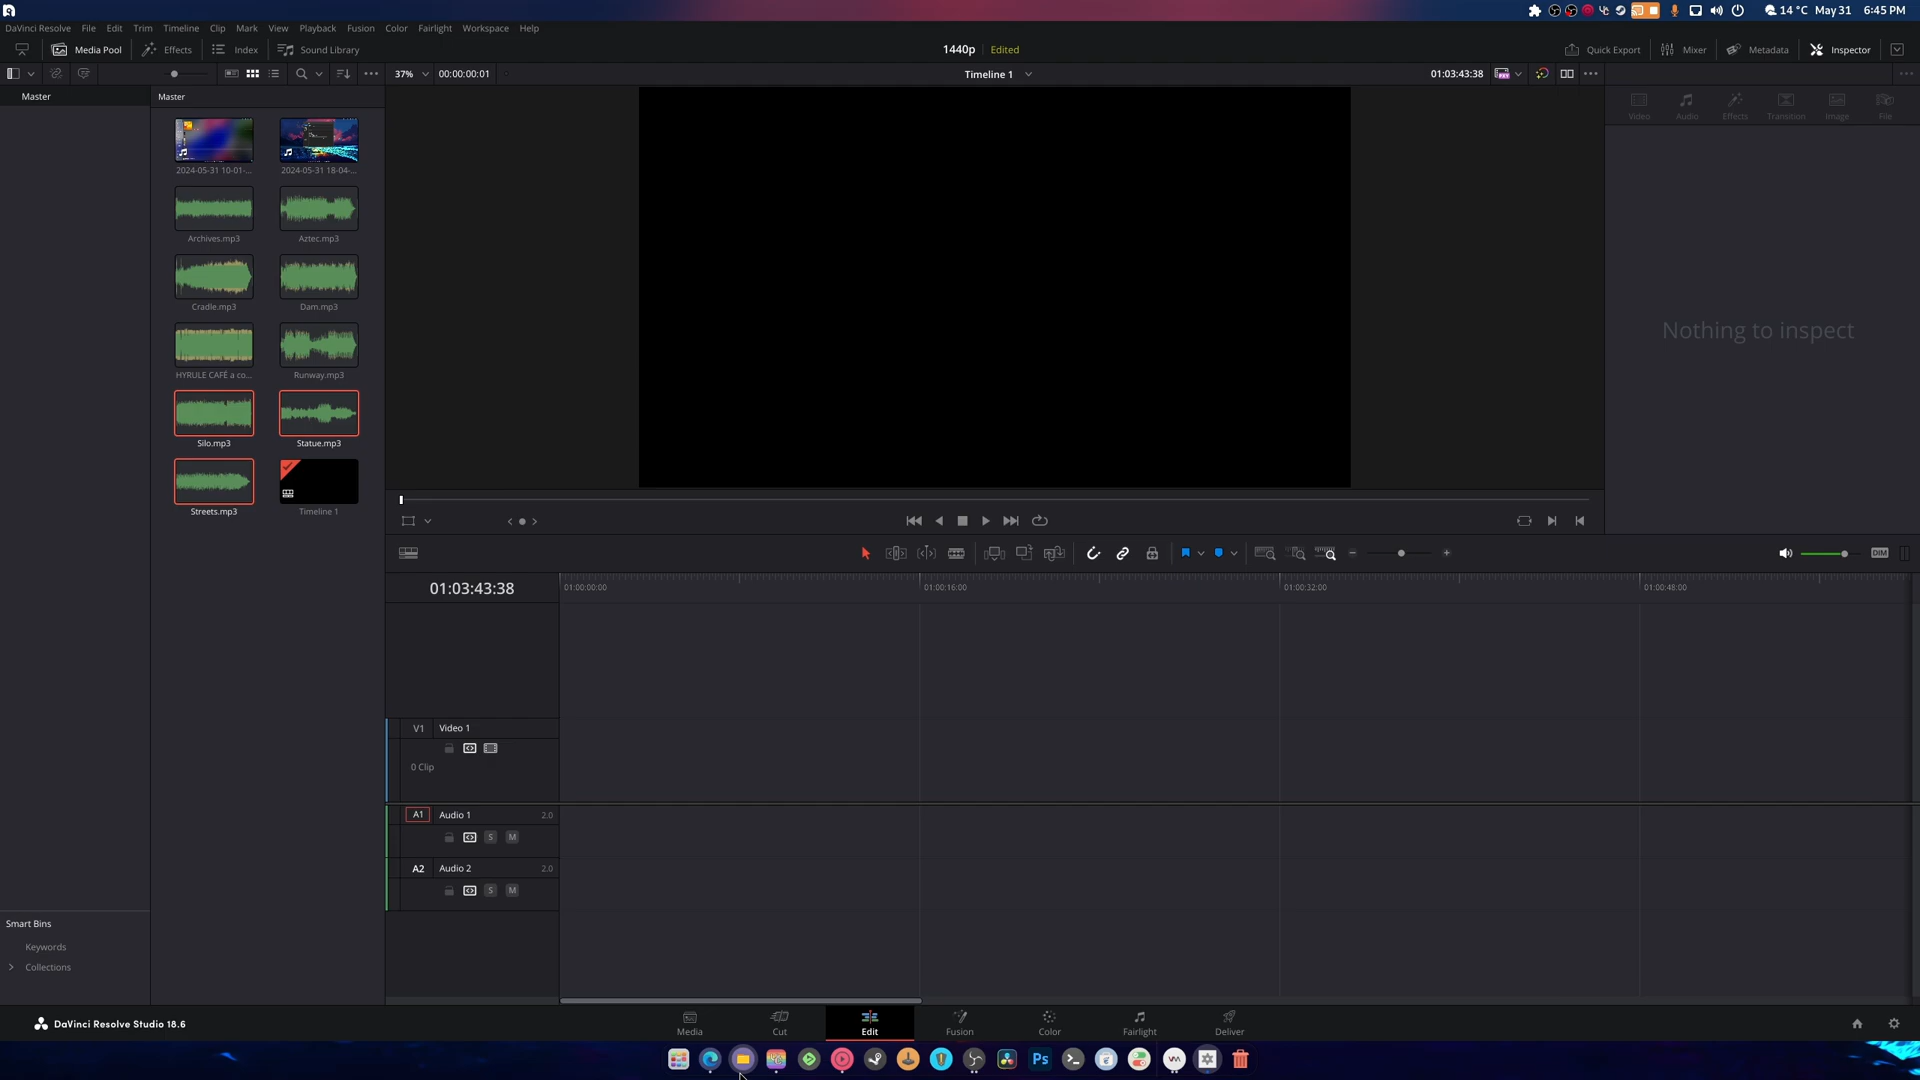 14 °C May 31 6:45 PM
DaVinci Resolve File Edit Trim Timeline Clip Mark View Playback Fusion Color Fairlight Workspace Help
Media Pool Effects Index Sound Library 1440p Edited Quick Export Mixer Metadata Inspector
37% 00:00:00:01 Timeline 1 01:03:43:38
Master Master
Video Audio Effects Transition Image File
2024-05-31 10-01-... 2024-05-31 18-04-...
Archives.mp3 Aztec.mp3
Cradle.mp3 Dam.mp3
Nothing to inspect
HYRULE CAFÉ a co... Runway.mp3
Silo.mp3 Statue.mp3
Streets.mp3 Timeline 1
DIM
01:03:43:38 01:00:00:00 01:00:16:00 01:00:32:00 01:00:48:00
V1 Video 1
0 Clip
A1 Audio 1 2.0
S M
A2 Audio 2 2.0
S M
Smart Bins
Keywords
Collections
DaVinci Resolve Studio 18.6
Media Cut Edit Fusion Color Fairlight Deliver
Ps